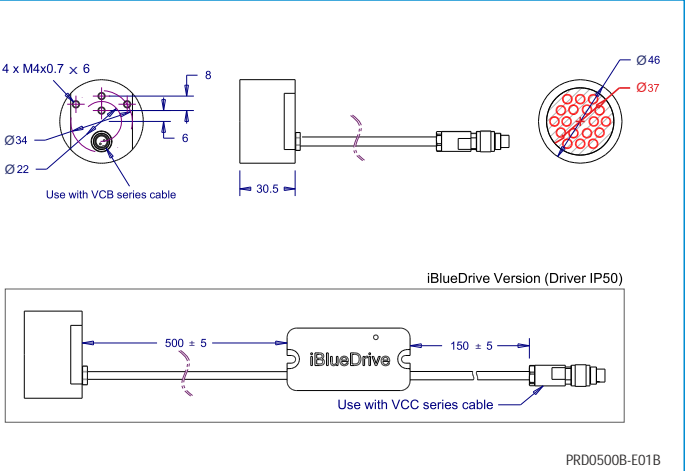 4 x M4x0.7 × 6
8
Ø34
6
Ø22
Use with VCB series cable
30.5
Ø46
Ø37
iBlueDrive Version (Driver IP50)
500 ± 5
150 ± 5
iBlueDrive
Use with VCC series cable
PRD0500B-E01B